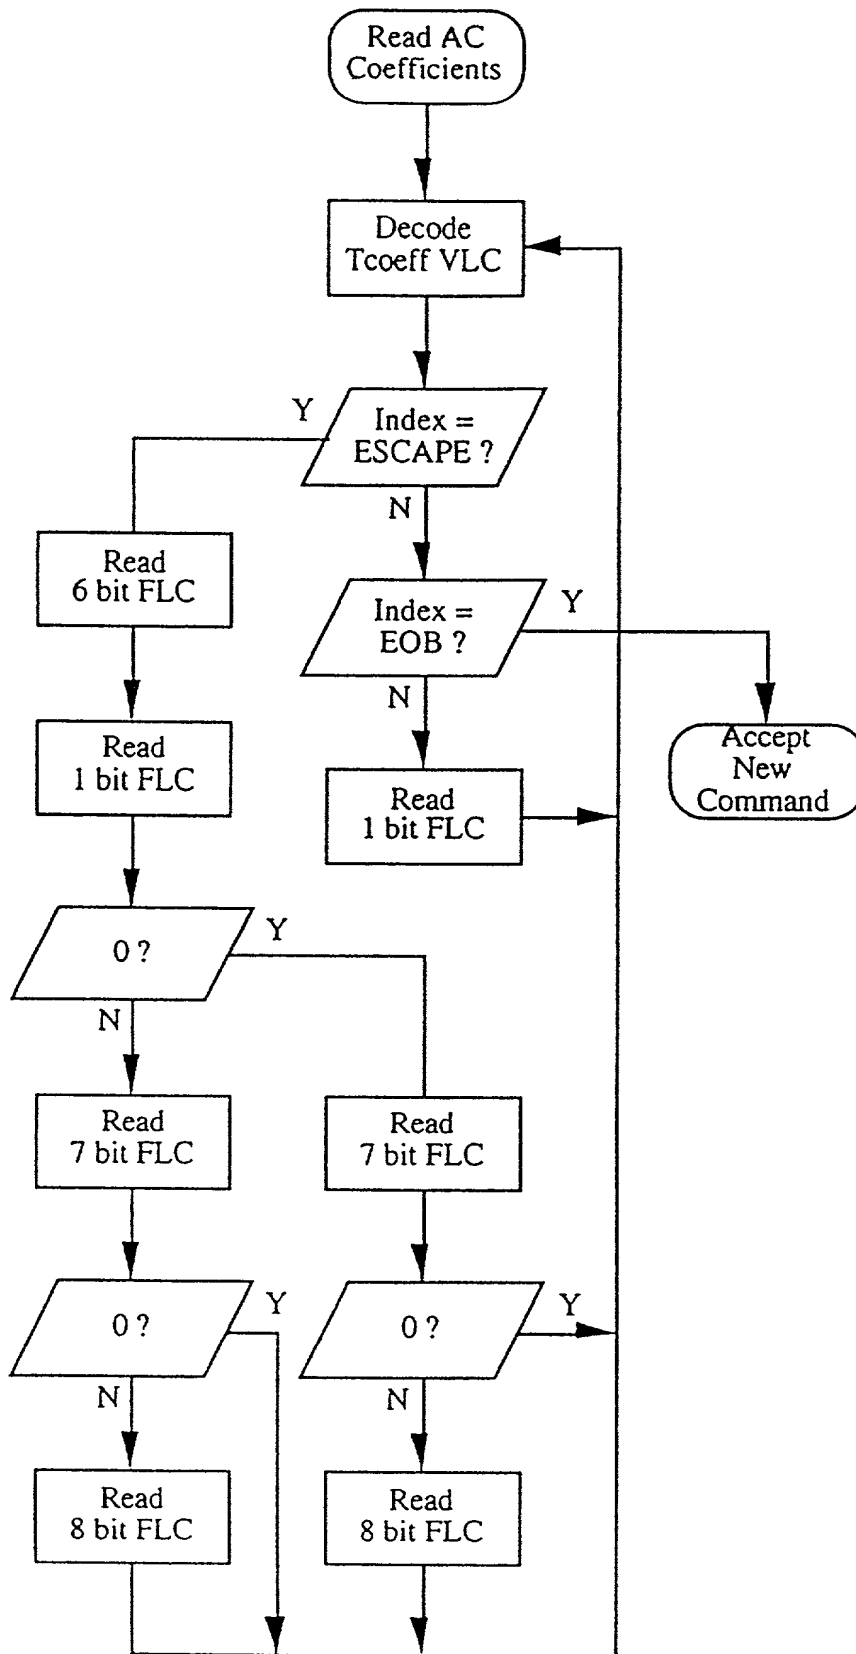 Read AC
Coefficients
Decode
Tcoeff VLC
Y
Index =
ESCAPE ?
N
Read
6 bit FLC
Index =
EOB ?
Y
N
Read
1 bit FLC
Accept
New
Command
Read
1 bit FLC
0 ?
Y
N
Read
7 bit FLC
Read
7 bit FLC
0 ?
Y
N
0 ?
Y
N
Read
8 bit FLC
Read
8 bit FLC